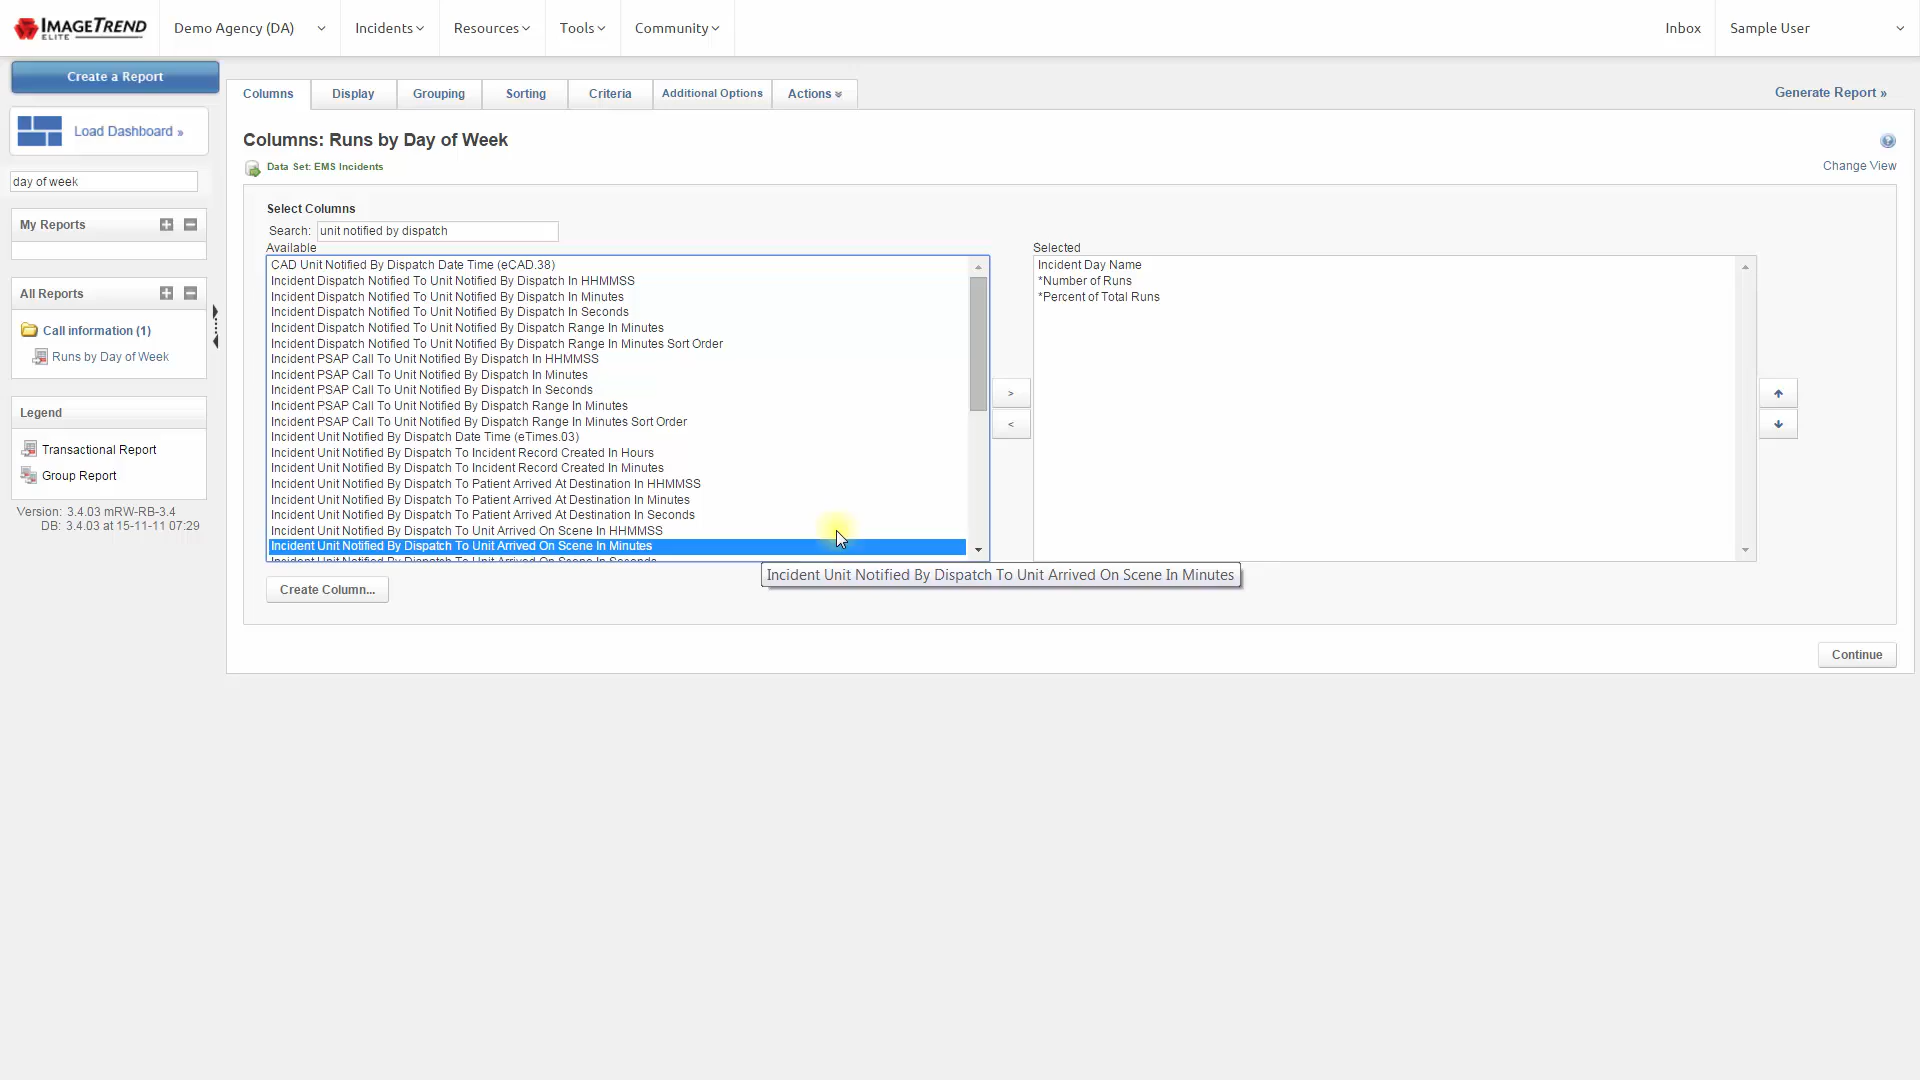 IMAGETREND
ELITE
Demo Agency (DA)
Incidents
Resources
Tools
Community
Inbox
Sample User
Create a Report
Load Dashboard »
day of week
My Reports
All Reports
Call information (1)
Runs by Day of Week
Legend
Transactional Report
Group Report
Version: 3.4.03 mRW-RB-3.4
DB: 3.4.03 at 15-11-11 07:29
Columns
Display
Grouping
Sorting
Criteria
Additional Options
Actions
Generate Report »
Columns: Runs by Day of Week
Data Set: EMS Incidents
Change View
Select Columns
Search: unit notified by dispatch
Available
CAD Unit Notified By Dispatch Date Time (eCAD.38)
Incident Dispatch Notified To Unit Notified By Dispatch In HHMMSS
Incident Dispatch Notified To Unit Notified By Dispatch In Minutes
Incident Dispatch Notified To Unit Notified By Dispatch In Seconds
Incident Dispatch Notified To Unit Notified By Dispatch Range In Minutes
Incident Dispatch Notified To Unit Notified By Dispatch Range In Minutes Sort Order
Incident PSAP Call To Unit Notified By Dispatch In HHMMSS
Incident PSAP Call To Unit Notified By Dispatch In Minutes
Incident PSAP Call To Unit Notified By Dispatch In Seconds
Incident PSAP Call To Unit Notified By Dispatch Range In Minutes
Incident PSAP Call To Unit Notified By Dispatch Range In Minutes Sort Order
Incident Unit Notified By Dispatch Date Time (eTimes.03)
Incident Unit Notified By Dispatch To Incident Record Created In Hours
Incident Unit Notified By Dispatch To Incident Record Created In Minutes
Incident Unit Notified By Dispatch To Patient Arrived At Destination In HHMMSS
Incident Unit Notified By Dispatch To Patient Arrived At Destination In Minutes
Incident Unit Notified By Dispatch To Patient Arrived At Destination In Seconds
Incident Unit Notified By Dispatch To Unit Arrived On Scene In HHMMSS
Incident Unit Notified By Dispatch To Unit Arrived On Scene In Minutes
Incident Unit Notified By Dispatch To Unit Arrived On Scene In Seconds
Incident Unit Notified By Dispatch To Unit Arrived On Scene In Minutes
>
<
Selected
Incident Day Name
*Number of Runs
*Percent of Total Runs
Create Column...
Continue